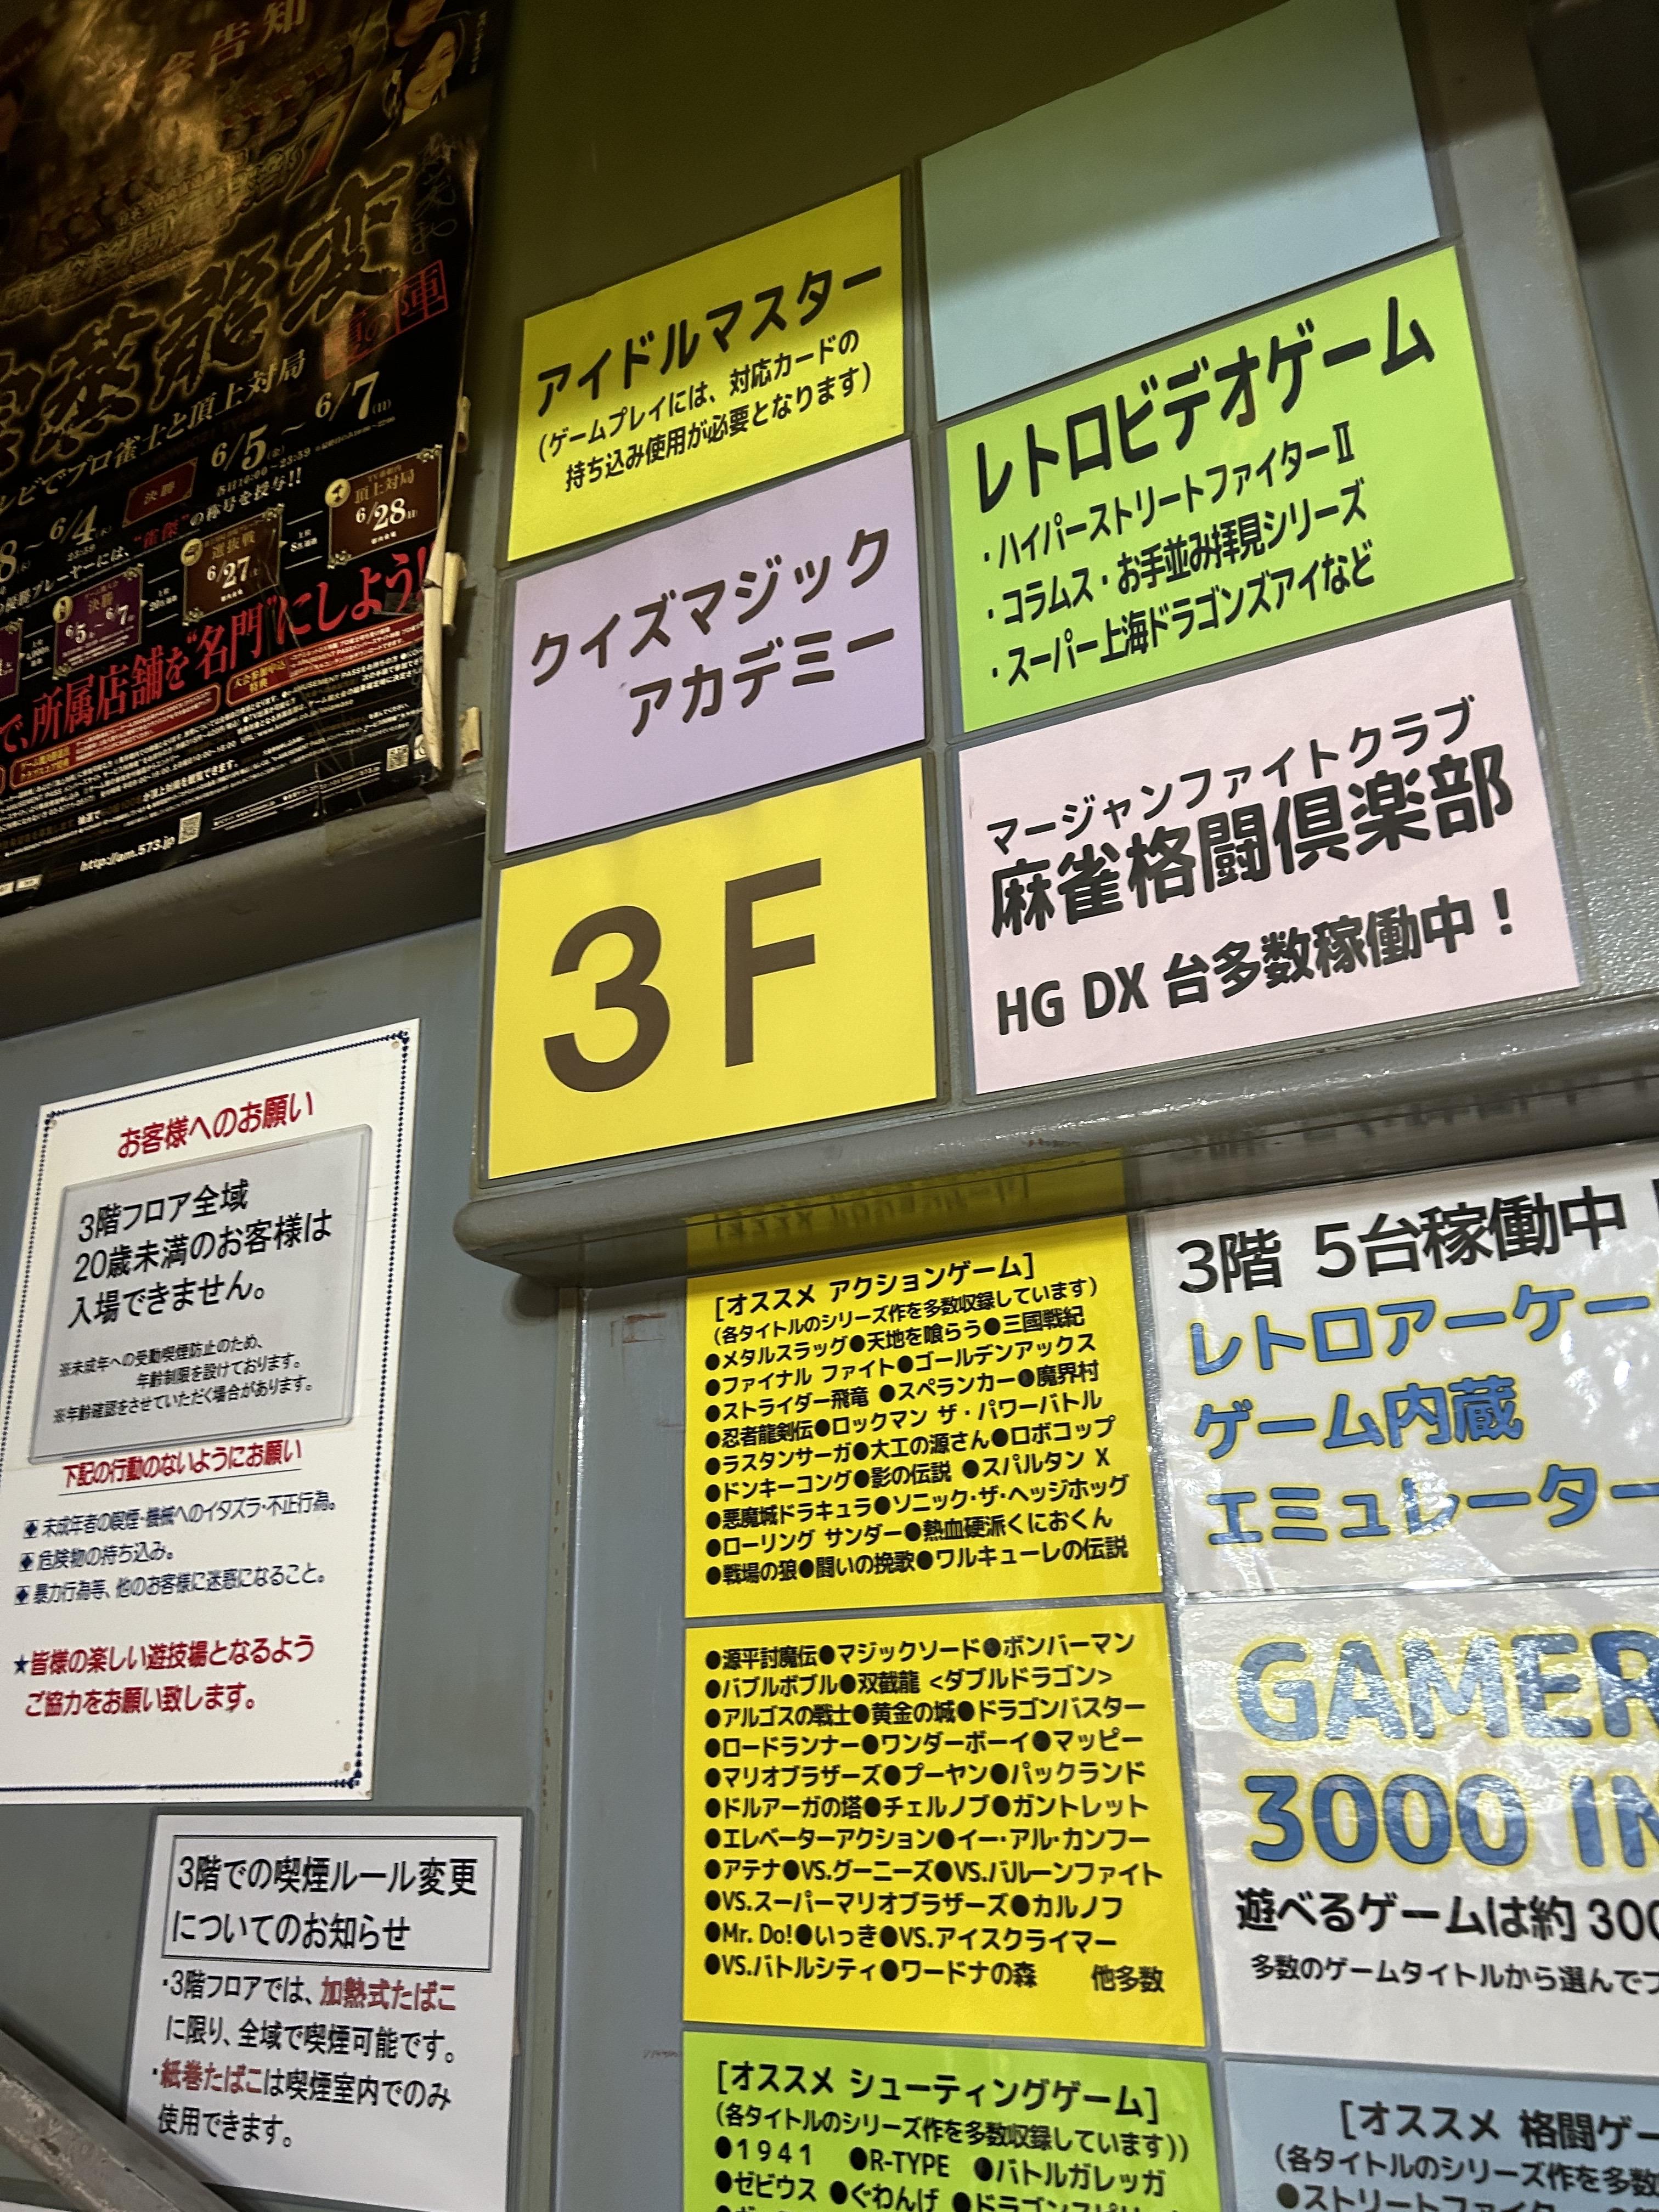 告知
6/5 ～ 6/7
プロ雀士と頂上対局
決勝
6/4
"雀傑"の称号を授与!!
頂上対局
6/28
選抜戦
6/27
決勝
6/5 6/7
所属店舗を"名門"にしよう!
http://am.573.jp
アイドルマスター
(ゲームプレイには、対応カードの
持ち込み使用が必要となります)
クイズマジック
アカデミー
3F
レトロビデオゲーム
・ハイパーストリートファイターⅡ
・コラムス・お手並み拝見シリーズ
・スーパー上海ドラゴンズアイなど
マージャンファイトクラブ
麻雀格闘倶楽部
HG DX 台多数稼働中！
お客様へのお願い
3階フロア全域
20歳未満のお客様は
入場できません。
※未成年への受動喫煙防止のため、
年齢制限を設けております。
※年齢確認をさせていただく場合があります。
下記の行動のないようにお願い
未成年者の喫煙・機械へのイタズラ・不正行為。
危険物の持ち込み。
暴力行為等、他のお客様に迷惑になること。
★皆様の楽しい遊技場となるよう
ご協力をお願い致します。
3階での喫煙ルール変更
についてのお知らせ
・3階フロアでは、加熱式たばこ
に限り、全域で喫煙可能です。
・紙巻たばこは喫煙室内でのみ
使用できます。
[オススメ アクションゲーム]
(各タイトルのシリーズ作を多数収録しています)
●メタルスラッグ●天地を喰らう●三國戦紀
●ファイナル ファイト●ゴールデンアックス
●ストライダー飛竜 ●スペランカー●魔界村
●忍者龍剣伝●ロックマン ザ・パワーバトル
●ラスタンサーガ●大工の源さん●ロボコップ
●ドンキーコング●影の伝説 ●スパルタン X
●悪魔城ドラキュラ●ソニック・ザ・ヘッジホッグ
●ローリング サンダー●熱血硬派くにおくん
●戦場の狼●闘いの挽歌●ワルキューレの伝説
●源平討魔伝●マジックソード●ボンバーマン
●バブルボブル●双截龍 <ダブルドラゴン>
●アルゴスの戦士●黄金の城●ドラゴンバスター
●ロードランナー●ワンダーボーイ●マッピー
●マリオブラザーズ●プーヤン●パックランド
●ドルアーガの塔●チェルノブ●ガントレット
●エレベーターアクション●イー・アル・カンフー
●アテナ●VS.グーニーズ●VS.バルーンファイト
●VS.スーパーマリオブラザーズ●カルノフ
●Mr. Do!●いっき●VS.アイスクライマー
●VS.バトルシティ●ワードナの森 他多数
[オススメ シューティングゲーム]
(各タイトルのシリーズ作を多数収録しています))
●1941 ●R-TYPE ●バトルガレッガ
●ゼビウス ●ぐわんげ
3階 5台稼働中
レトロアーケー
ゲーム内蔵
エミュレーター
GAMER
3000 IN
遊べるゲームは約 300
多数のゲームタイトルから選んでプ
[オススメ 格闘ゲー
(各タイトルのシリーズ作を多数